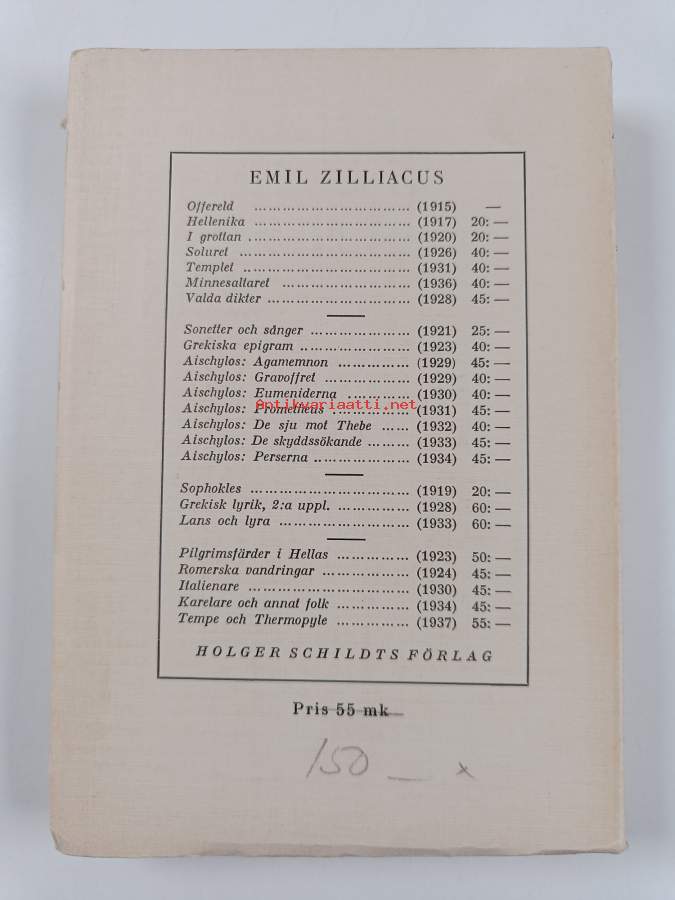 EMIL ZILLIACUS
Offereld ................................. (1915) —
Hellenika ................................. (1917) 20: —
I grottan ................................. (1920) 20: —
Soluret ................................. (1926) 40: —
Templet ................................. (1931) 40: —
Minnesaltaret ........................... (1936) 40: —
Valda dikter .............................. (1928) 45: —
Sonetter och sånger ..................... (1921) 25: —
Grekiska epigram ....................... (1923) 40: —
Aischylos: Agamemnon ............... (1929) 45: —
Aischylos: Gravoffret .................. (1929) 40: —
Aischylos: Eumeniderna ............. (1930) 40: —
Aischylos: Prometheus ............... (1931) 45: —
Antikvariaatti.net
Aischylos: De sju mot Thebe ...... (1932) 40: —
Aischylos: De skyddssökande ......... (1933) 45: —
Aischylos: Perserna .................... (1934) 45: —
Sophokles ................................. (1919) 20: —
Grekisk lyrik, 2:a uppl. ................ (1928) 60: —
Lans och lyra ........................... (1933) 60: —
Pilgrimsfärder i Hellas ............... (1923) 50: —
Romerska vandringar .................. (1924) 45: —
Italienare ................................. (1930) 45: —
Karelare och annat folk ............... (1934) 45: —
Tempe och Thermopyle ............... (1937) 55: —
HOLGER SCHILDTS FÖRLAG
Pris 55 mk
150 — x